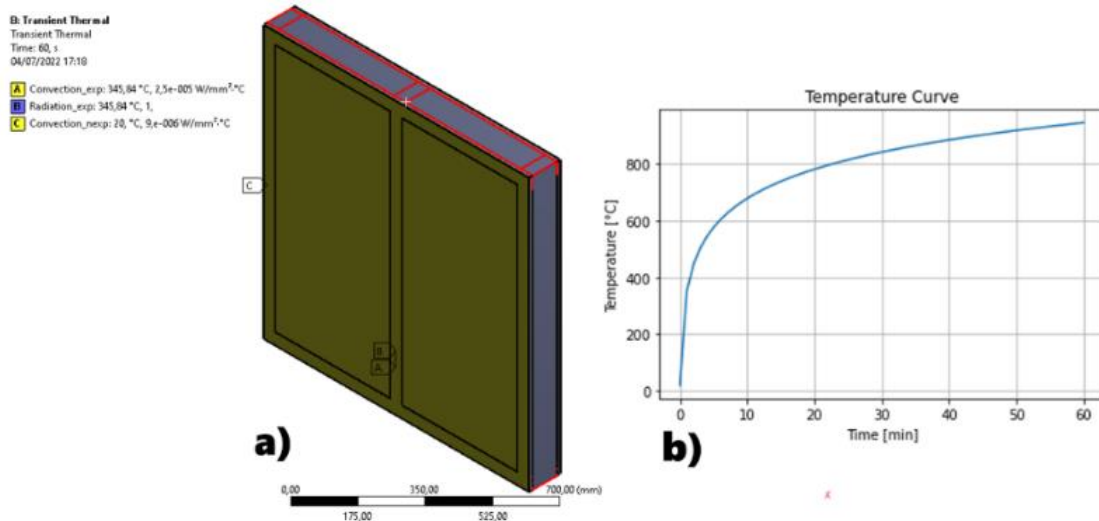 B: Transient Thermal
Transient Thermal
Time: 60, s
04/07/2022 17:18
A Convection_exp: 345,84 °C, 2,5e-005 W/mm²·°C
B Radiation_exp: 345,84 °C, 1,
C Convection_nexp: 20, °C, 9,e-006 W/mm²·°C
C
B
A
a)
0,00 350,00 700,00 (mm)
175,00 525,00
Temperature Curve
Temperature [°C]
800
600
400
200
0
0 10 20 30 40 50 60
Time [min]
b)
x